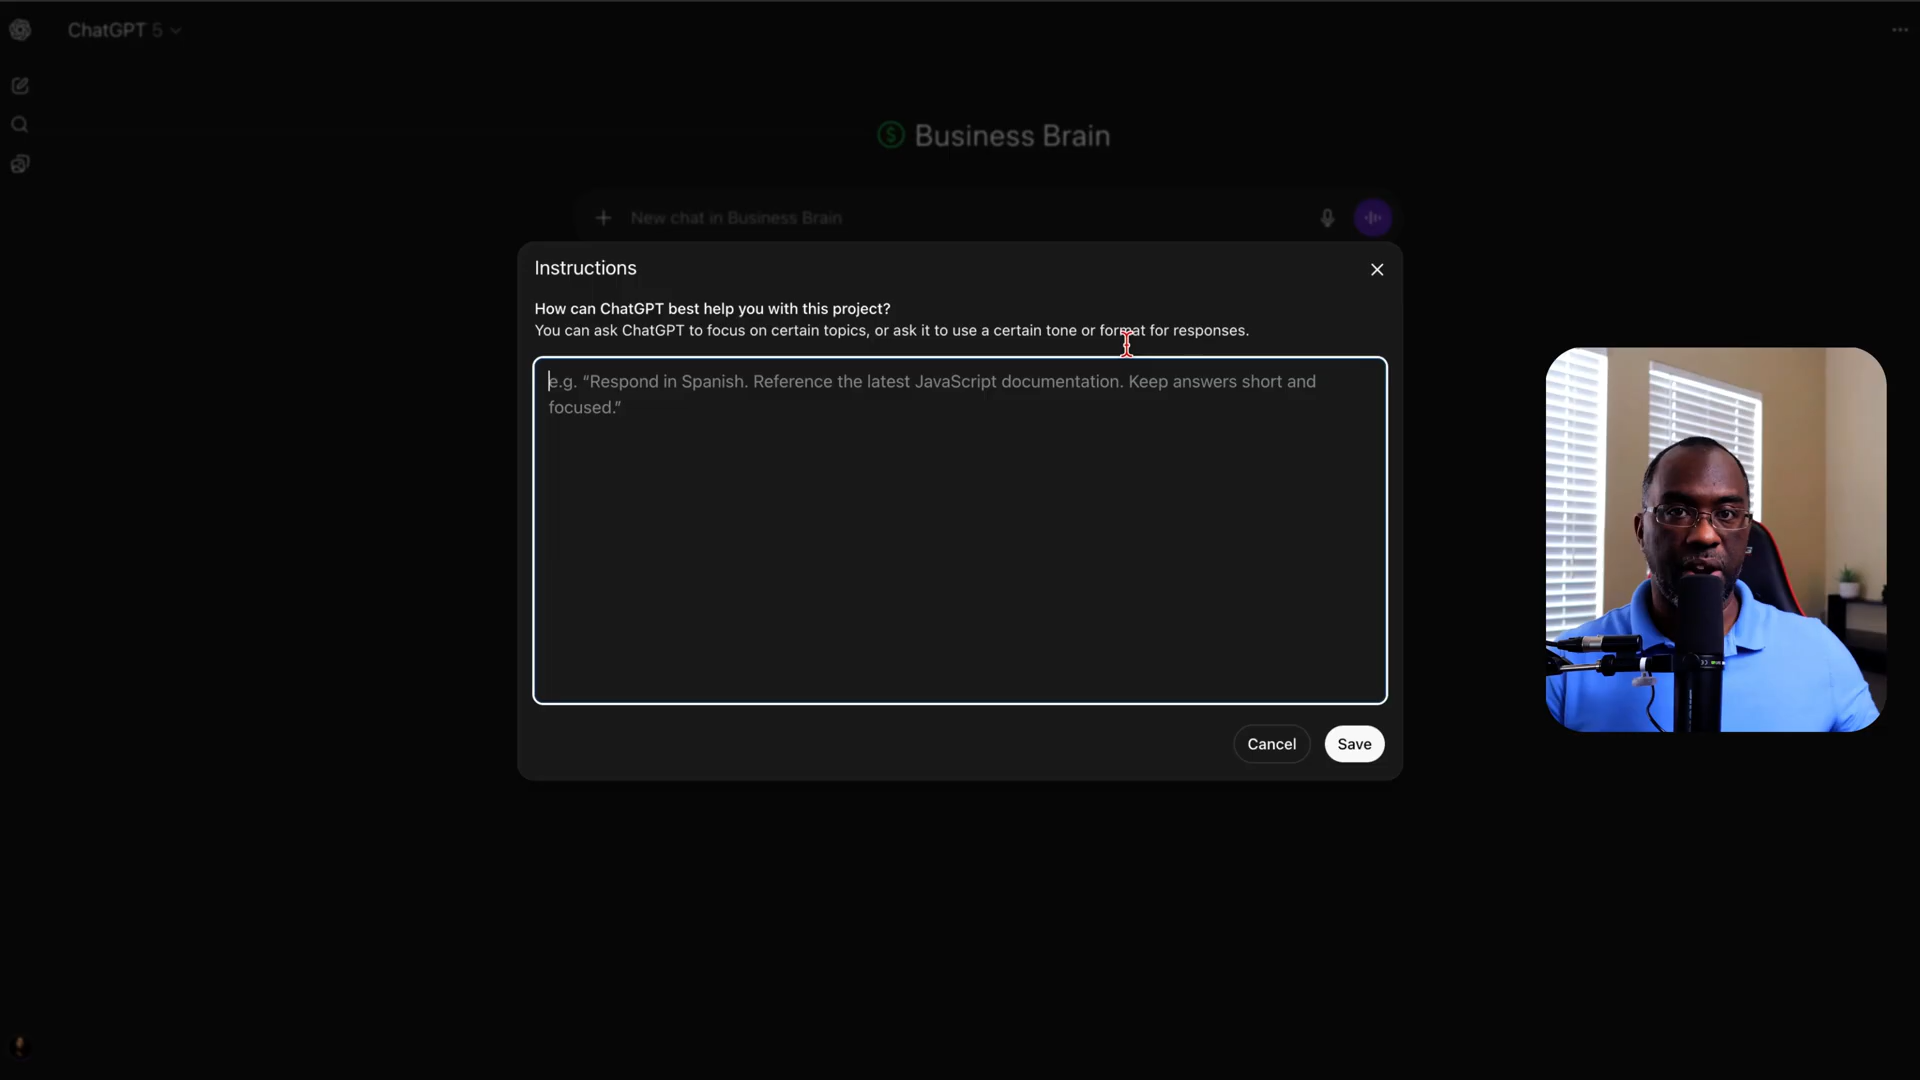 ChatGPT 5
Business Brain
New chat in Business Brain
Instructions
How can ChatGPT best help you with this project?
You can ask ChatGPT to focus on certain topics, or ask it to use a certain tone or format for responses.
e.g. “Respond in Spanish. Reference the latest JavaScript documentation. Keep answers short and
focused.”
Cancel
Save